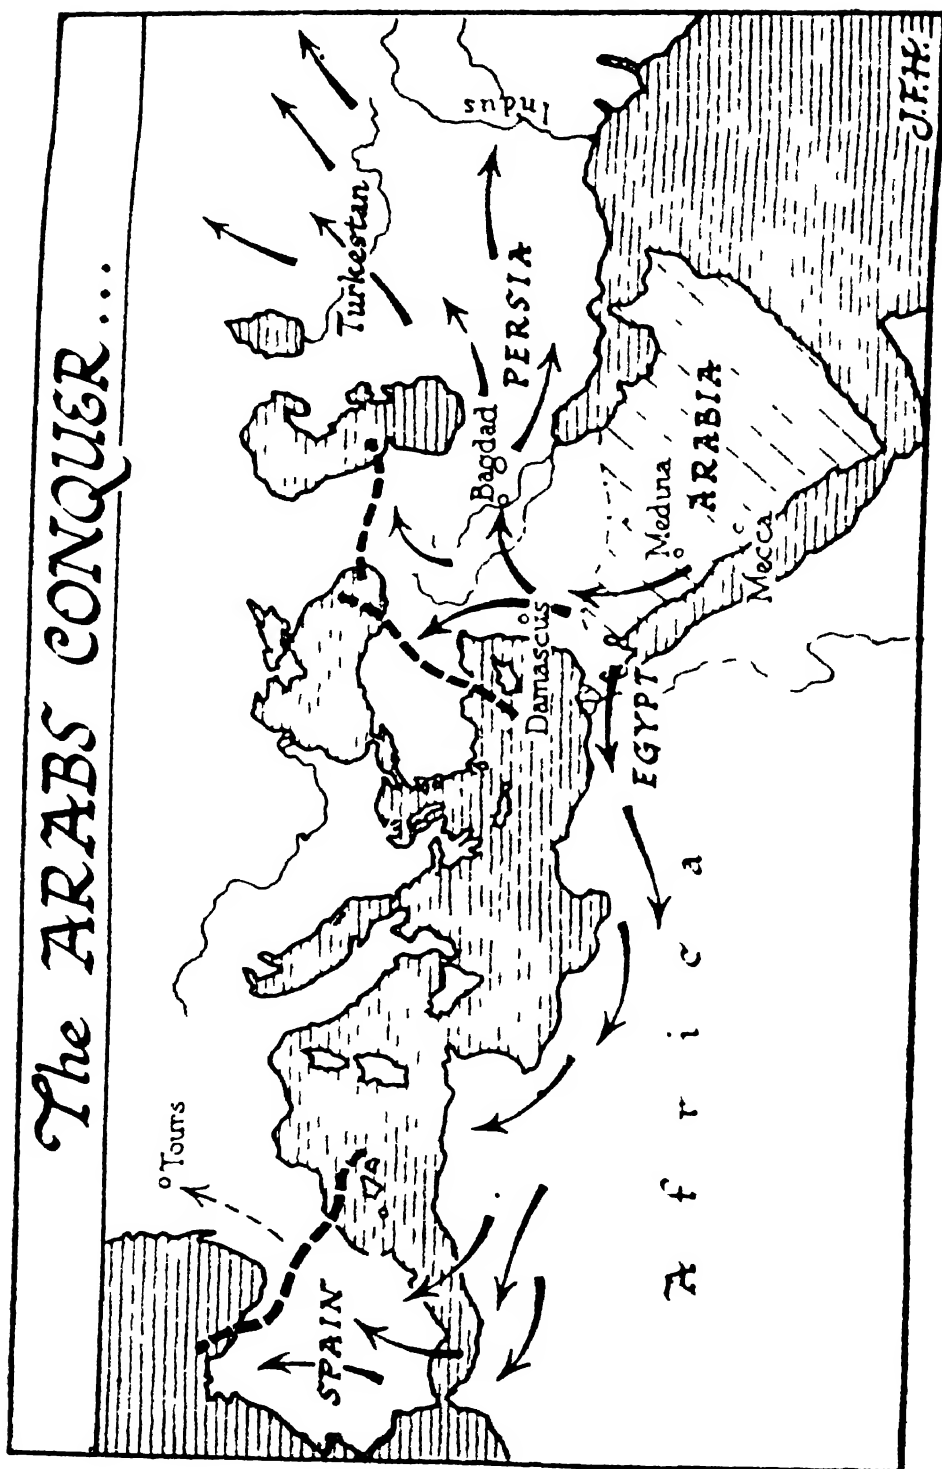 The ARABS CONQUER....
Tours
SPAIN
Africa
EGYPT
Damascus
Mecca
Medina
ARABIA
Bagdad
PERSIA
Turkestan
Indus
J.F.H.